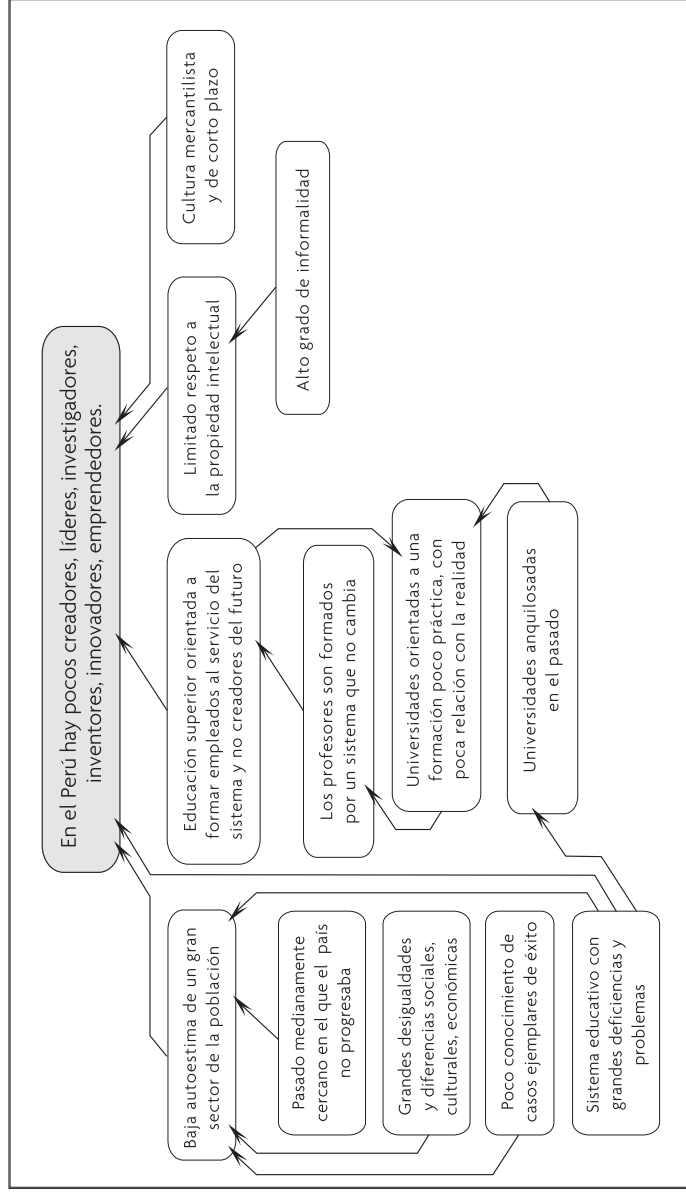 En el Perú hay pocos creadores, líderes, investigadores,
inventores, innovadores, emprendedores.
Baja autoestima de un gran
sector de la población
Pasado medianamente
cercano en el que el país
no progresaba
Grandes desigualdades
y diferencias sociales,
culturales, económicas
Poco conocimiento de
casos ejemplares de éxito
Sistema educativo con
grandes deficiencias y
problemas
Educación superior orientada a
formar empleados al servicio del
sistema y no creadores del futuro
Los profesores son formados
por un sistema que no cambia
Universidades orientadas a una
formación poco práctica, con
poca relación con la realidad
Universidades anquilosadas
en el pasado
Limitado respeto a
la propiedad intelectual
Alto grado de informalidad
Cultura mercantilista
y de corto plazo